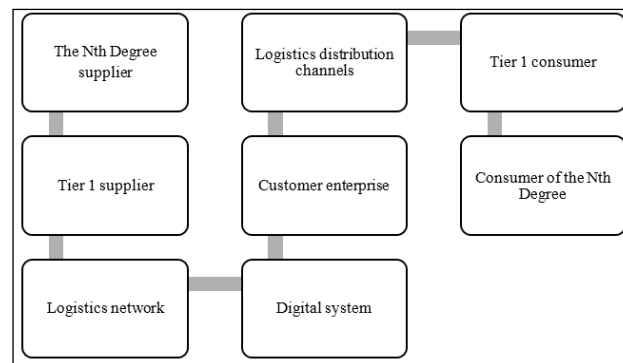 The Nth Degree
supplier
Tier 1 supplier
Logistics network
Digital system
Customer enterprise
Logistics distribution
channels
Tier 1 consumer
Consumer of the Nth
Degree